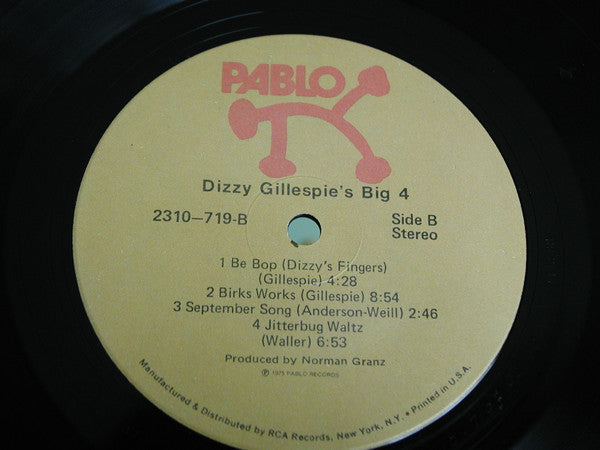 PABLO
Dizzy Gillespie's Big 4
2310—719-B
Side B
Stereo
1 Be Bop (Dizzy's Fingers)
(Gillespie) 4:28
2 Birks Works (Gillespie) 8:54
3 September Song (Anderson-Weill) 2:46
4 Jitterbug Waltz
(Waller) 6:53
Produced by Norman Granz
℗ 1975 PABLO RECORDS
Manufactured & Distributed by RCA Records, New York, N.Y. • Printed in U.S.A.